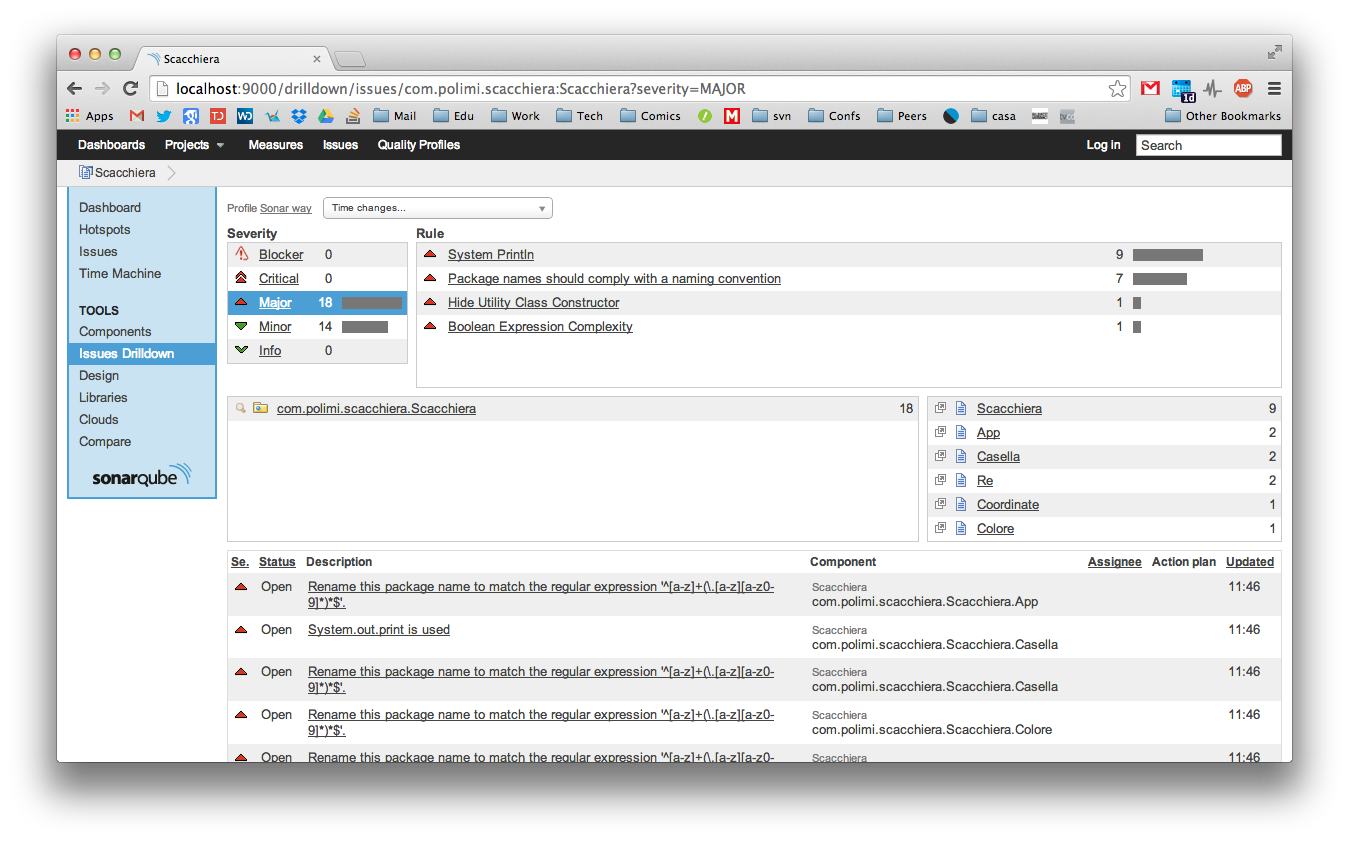 Scacchiera
localhost:9000/drilldown/issues/com.polimi.scacchiera:Scacchiera?severity=MAJOR
1d
ABP
Apps
TD
WD
Mail
Edu
Work
Tech
Comics
M
svn
Confs
Peers
casa
Other Bookmarks
Dashboards Projects Measures Issues Quality Profiles Log in Search
Scacchiera
Dashboard
Hotspots
Issues
Time Machine
TOOLS
Components
Issues Drilldown
Design
Libraries
Clouds
Compare
sonarqube
Profile Sonar way Time changes...
Severity
Blocker 0
Critical 0
Major 18
Minor 14
Info 0
Rule
System Println 9
Package names should comply with a naming convention 7
Hide Utility Class Constructor 1
Boolean Expression Complexity 1
com.polimi.scacchiera.Scacchiera 18
Scacchiera 9
App 2
Casella 2
Re 2
Coordinate 1
Colore 1
Se. Status Description Component Assignee Action plan Updated
Open Rename this package name to match the regular expression '^[a-z]+(\.[a-z][a-z0-
9]*)*$'.
Scacchiera
com.polimi.scacchiera.Scacchiera.App
11:46
Open System.out.print is used
Scacchiera
com.polimi.scacchiera.Scacchiera.Casella
11:46
Open Rename this package name to match the regular expression '^[a-z]+(\.[a-z][a-z0-
9]*)*$'.
Scacchiera
com.polimi.scacchiera.Scacchiera.Casella
11:46
Open Rename this package name to match the regular expression '^[a-z]+(\.[a-z][a-z0-
9]*)*$'.
Scacchiera
com.polimi.scacchiera.Scacchiera.Colore
11:46
Open Rename this package name to match the regular expression '^[a-z]+(\.[a-z][a-z0-
Scacchiera
11:46